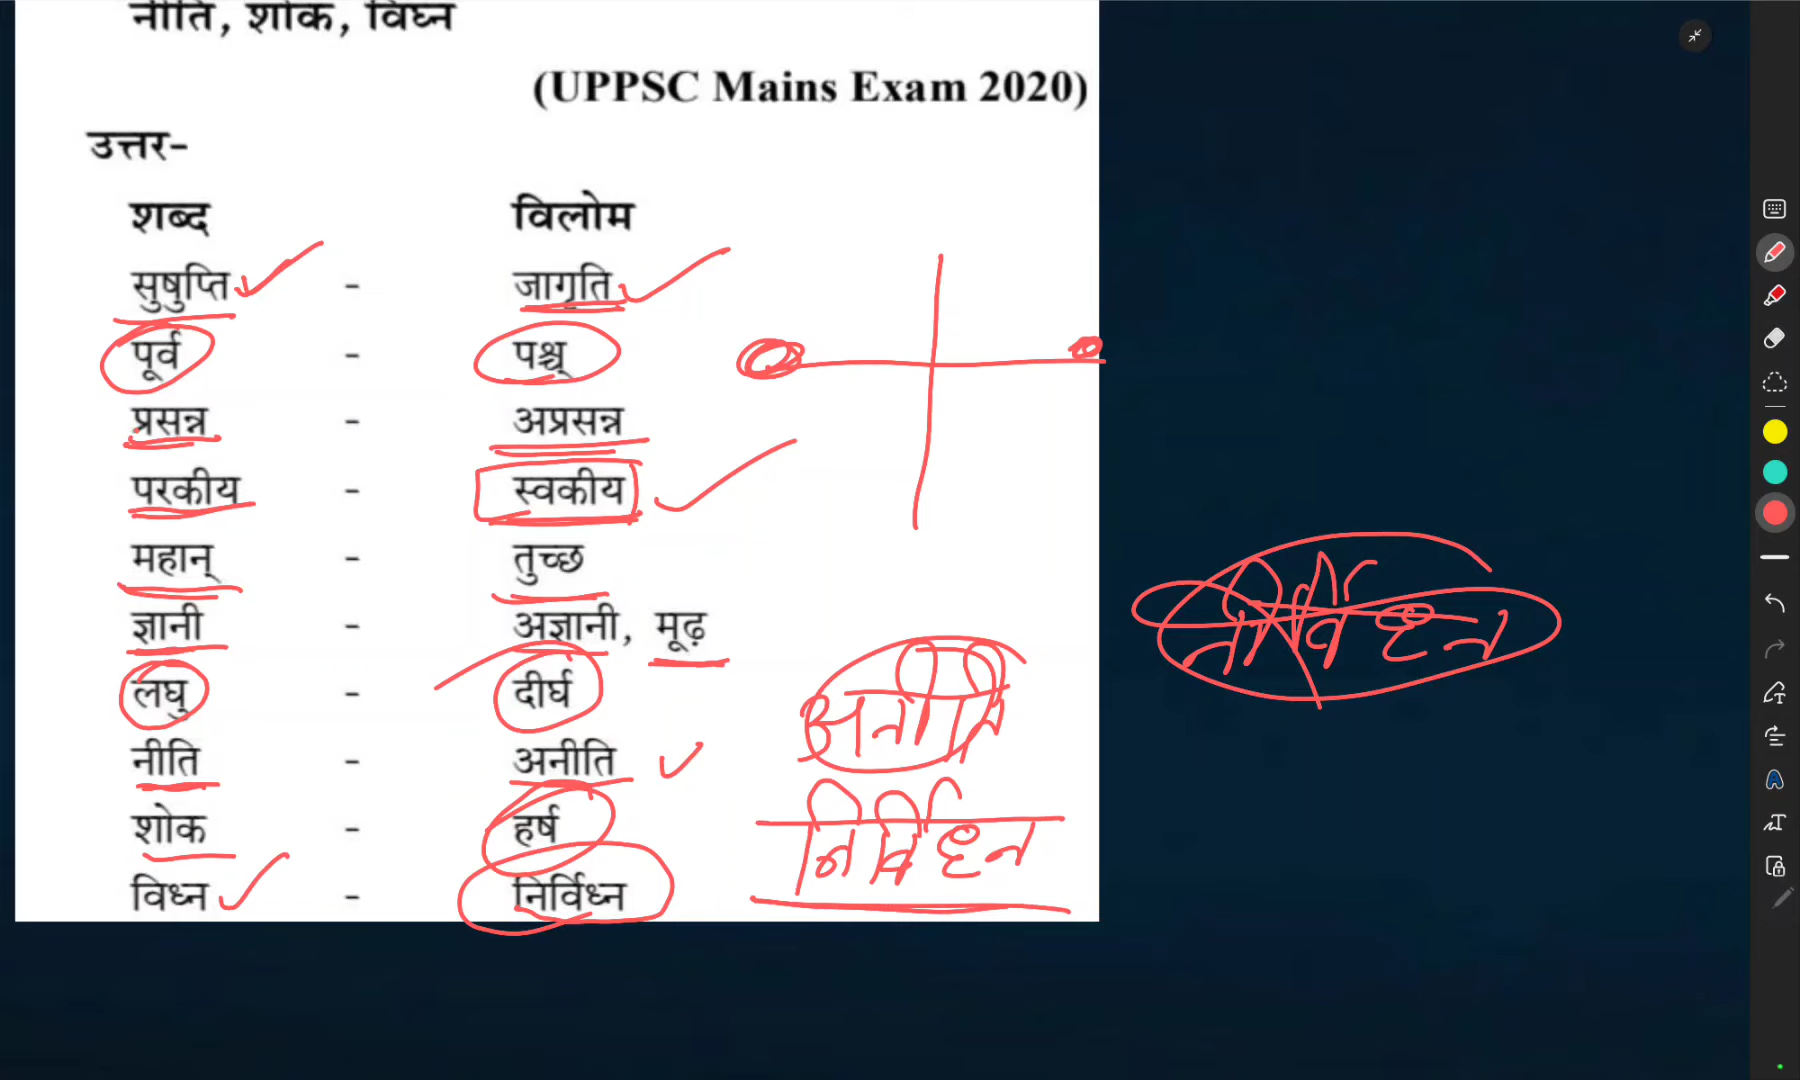 नीति, शोक, विघ्न
(UPPSC Mains Exam 2020)
उत्तर-
शब्द विलोम
सुषुप्ति - जागृति
पूर्व - पश्च्
प्रसन्न - अप्रसन्न
परकीय - स्वकीय
महान् - तुच्छ
ज्ञानी - अज्ञानी, मूढ़
लघु - दीर्घ
नीति - अनीति
अनीति
शोक - हर्ष
विध्न - निर्विध्न